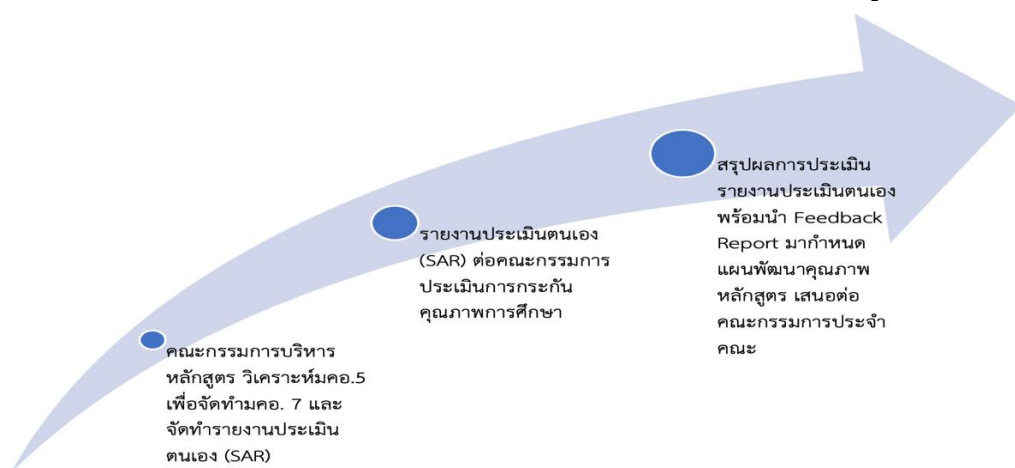 คณะกรรมการบริหาร
หลักสูตร วิเคราะห์มคอ.5
เพื่อจัดทำมคอ. 7 และ
จัดทำรายงานประเมิน
ตนเอง (SAR)
รายงานประเมินตนเอง
(SAR) ต่อคณะกรรมการ
ประเมินการกระกัน
คุณภาพการศึกษา
สรุปผลการประเมิน
รายงานประเมินตนเอง
พร้อมนำ Feedback
Report มากำหนด
แผนพัฒนาคุณภาพ
หลักสูตร เสนอต่อ
คณะกรรมการประจำ
คณะ